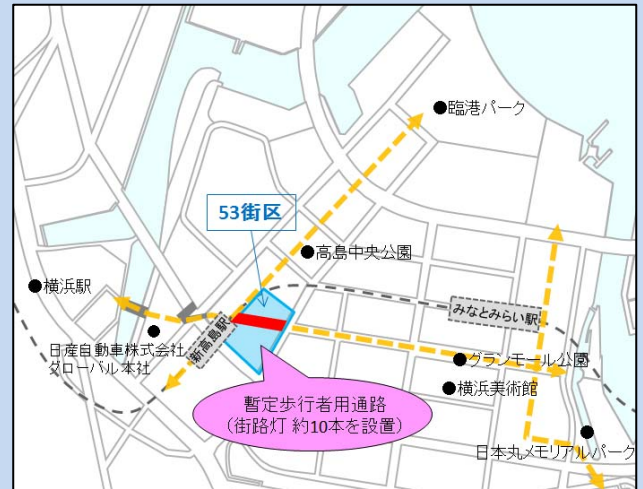 ●臨港パーク
53街区
●高島中央公園
●横浜駅
みなとみらい駅
新高島駅
日産自動車株式会社
グローバル本社
●グランモール公園
●横浜美術館
暫定歩行者用通路
（街路灯 約10本を設置）
日本丸メモリアルパーク